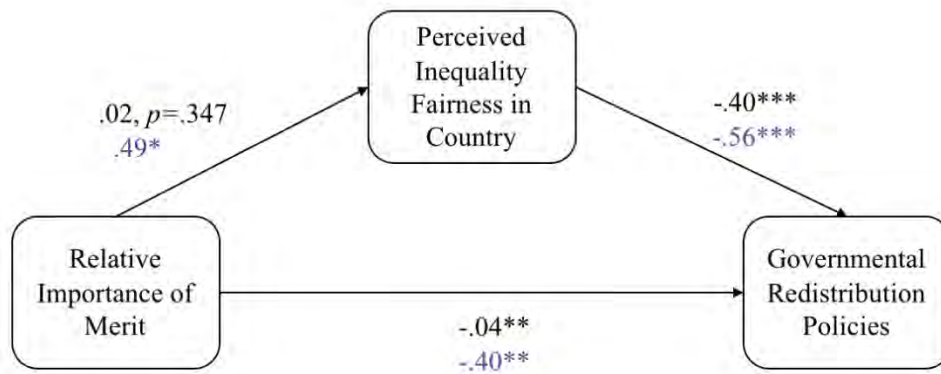 Perceived
Inequality
Fairness in
Country
.02, p=.347
.49*
-.40***
-.56***
Relative
Importance of
Merit
Governmental
Redistribution
Policies
-.04**
-.40**